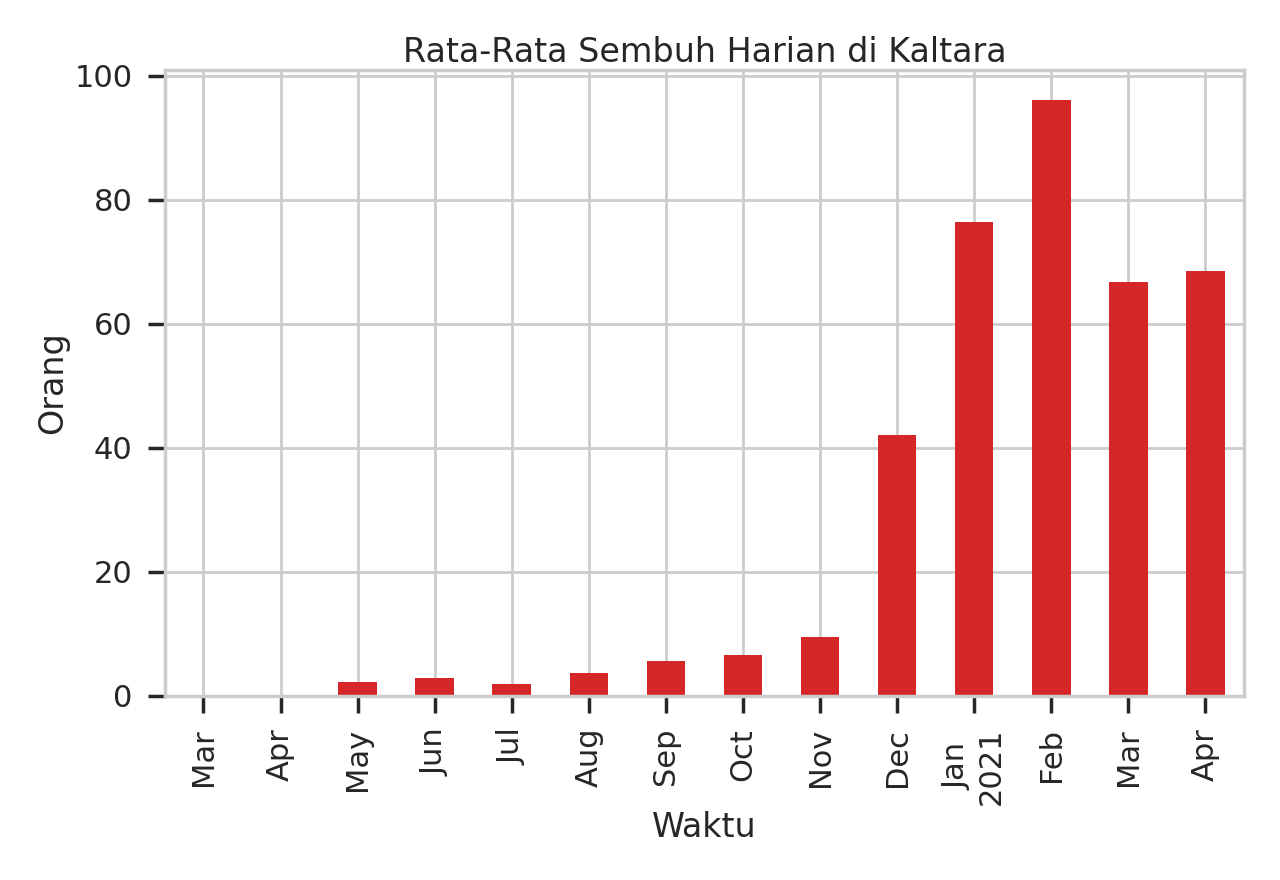 Rata-Rata Sembuh Harian di Kaltara
100
80
60
40
20
0
Orang
Mar
Apr
May
Jun
Jul
Aug
Sep
Oct
Nov
Dec
Jan
2021
Feb
Mar
Apr
Waktu